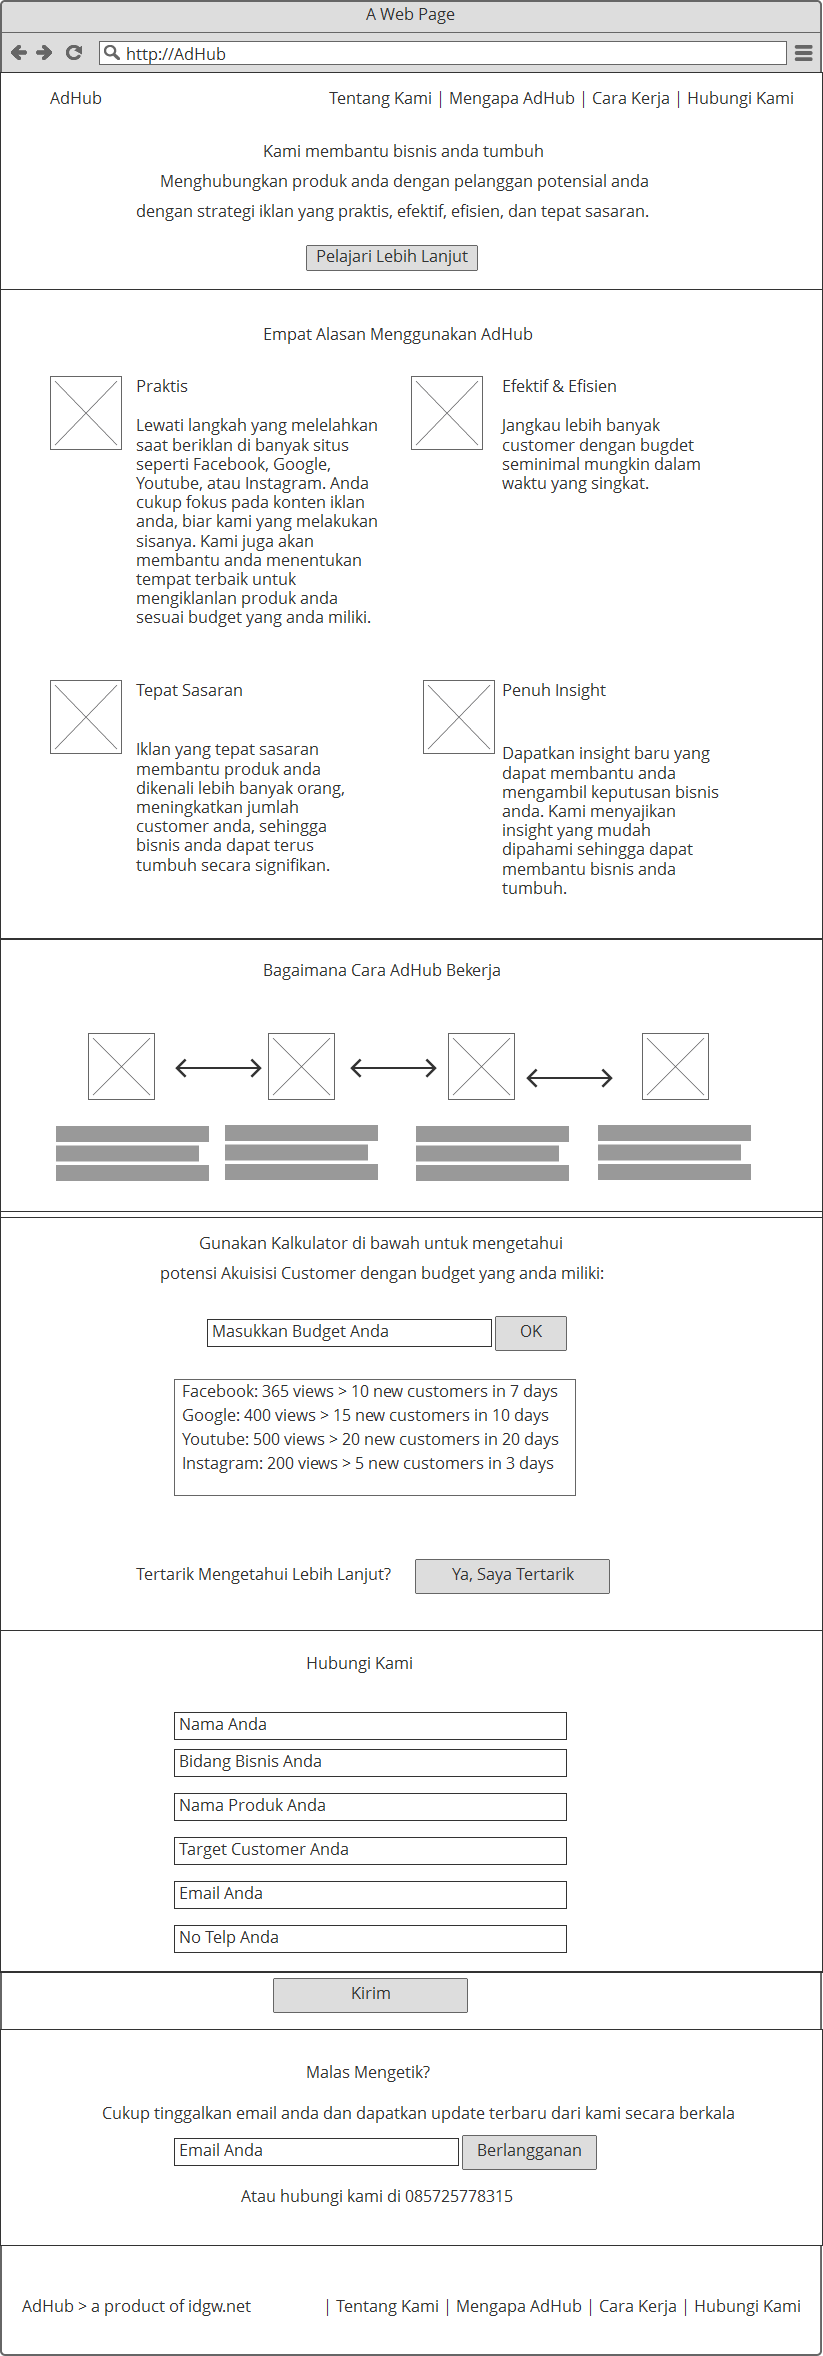 A Web Page
http://AdHub
AdHub
Tentang Kami | Mengapa AdHub | Cara Kerja | Hubungi Kami
Kami membantu bisnis anda tumbuh
Menghubungkan produk anda dengan pelanggan potensial anda
dengan strategi iklan yang praktis, efektif, efisien, dan tepat sasaran.
Pelajari Lebih Lanjut
Empat Alasan Menggunakan AdHub
Praktis
Lewati langkah yang melelahkan
saat beriklan di banyak situs
seperti Facebook, Google,
Youtube, atau Instagram. Anda
cukup fokus pada konten iklan
anda, biar kami yang melakukan
sisanya. Kami juga akan
membantu anda menentukan
tempat terbaik untuk
mengiklanlan produk anda
sesuai budget yang anda miliki.
Efektif & Efisien
Jangkau lebih banyak
customer dengan bugdet
seminimal mungkin dalam
waktu yang singkat.
Tepat Sasaran
Iklan yang tepat sasaran
membantu produk anda
dikenali lebih banyak orang,
meningkatkan jumlah
customer anda, sehingga
bisnis anda dapat terus
tumbuh secara signifikan.
Penuh Insight
Dapatkan insight baru yang
dapat membantu anda
mengambil keputusan bisnis
anda. Kami menyajikan
insight yang mudah
dipahami sehingga dapat
membantu bisnis anda
tumbuh.
Bagaimana Cara AdHub Bekerja
Gunakan Kalkulator di bawah untuk mengetahui
potensi Akuisisi Customer dengan budget yang anda miliki:
Masukkan Budget Anda
OK
Facebook: 365 views > 10 new customers in 7 days
Google: 400 views > 15 new customers in 10 days
Youtube: 500 views > 20 new customers in 20 days
Instagram: 200 views > 5 new customers in 3 days
Tertarik Mengetahui Lebih Lanjut?
Ya, Saya Tertarik
Hubungi Kami
Nama Anda
Bidang Bisnis Anda
Nama Produk Anda
Target Customer Anda
Email Anda
No Telp Anda
Kirim
Malas Mengetik?
Cukup tinggalkan email anda dan dapatkan update terbaru dari kami secara berkala
Email Anda
Berlangganan
Atau hubungi kami di 085725778315
AdHub > a product of idgw.net
| Tentang Kami | Mengapa AdHub | Cara Kerja | Hubungi Kami